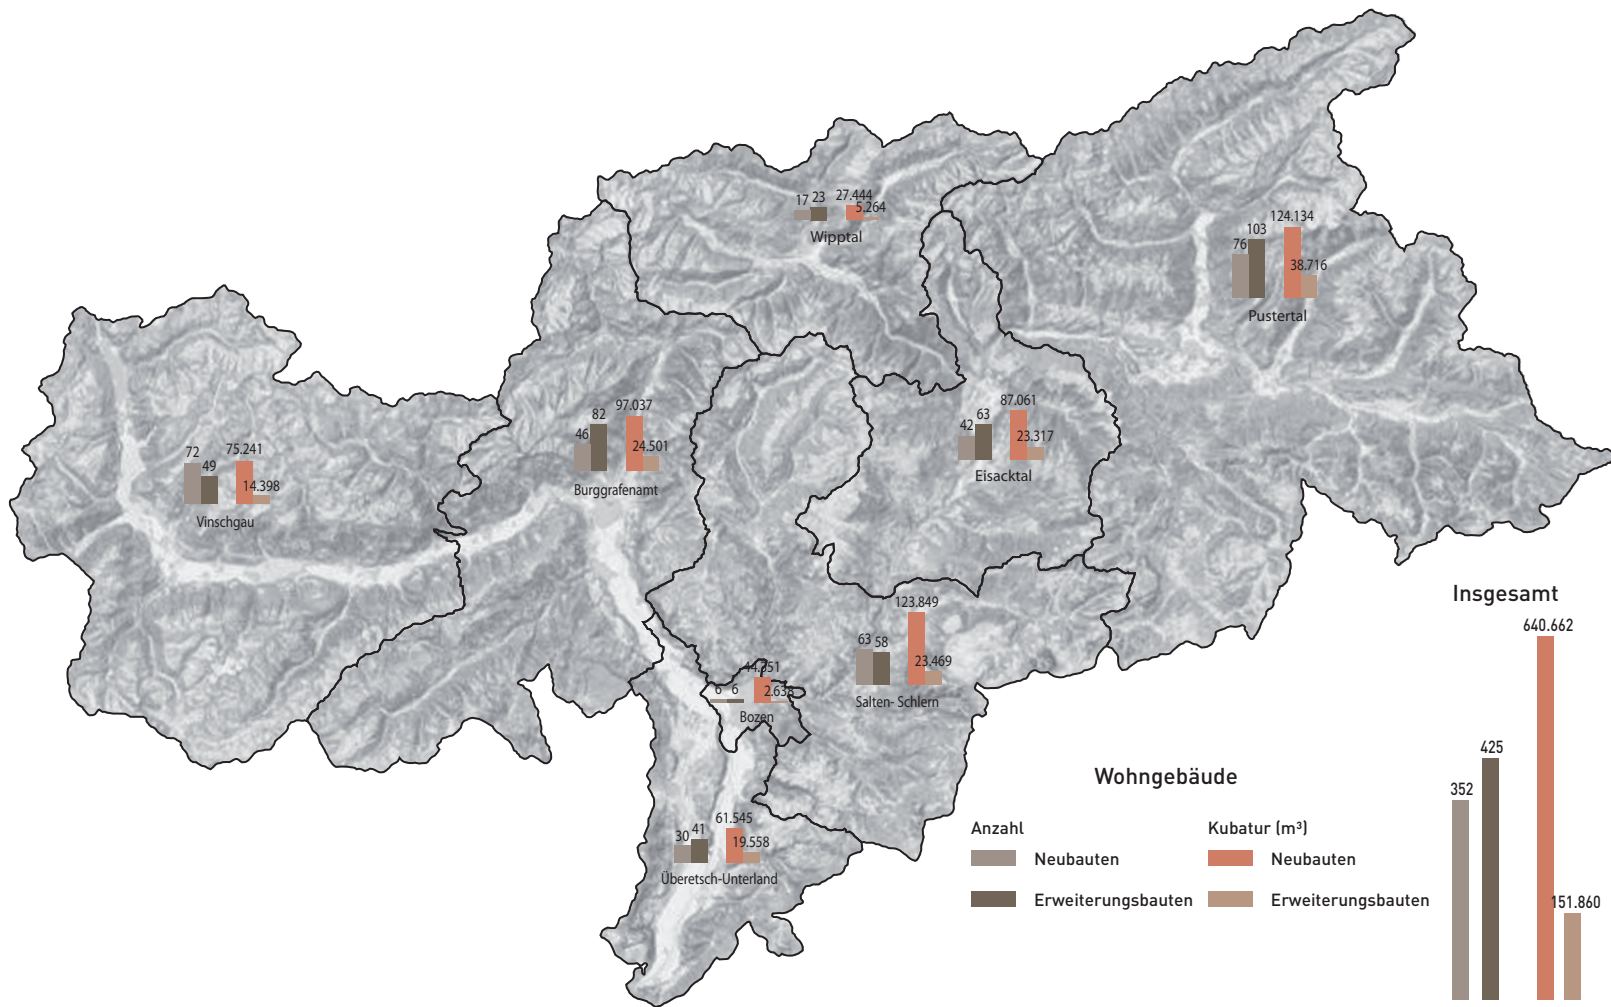 17 23 27.444
5.264
Wipptal
76 103 124.134
38.716
Pustertal
72 49 75.241
14.398
Vinschgau
46 82 97.037
24.501
Burggrafenamt
42 63 87.061
23.317
Eisacktal
63 58 123.849
23.469
Salten- Schlern
6 6 44.351
2.638
Bozen
30 41 61.545
19.558
Überetsch-Unterland
Insgesamt
352 425 640.662
151.860
Wohngebäude
Anzahl
Neubauten
Erweiterungsbauten
Kubatur (m³)
Neubauten
Erweiterungsbauten